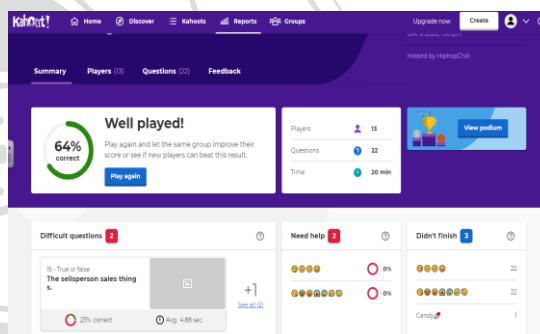 Kahoot! Home Discover Kahoots Reports Groups Upgrade now Create
Hosted by HiphopChili
Summary Players (13) Questions (22) Feedback
Well played!
64%
correct
Play again and let the same group improve their
score or see if new players can beat this result.
Play again
Players 13
Questions 22
Time 20 min
View podium
Difficult questions 2
Need help 2
Didn't finish 3
15 - True or false
The sellsperson sales thing
s.
23% correct
Avg. 4.88 sec
+1
See all (2)
😀😀😀😀 0%
0%
22
22
Candy 1